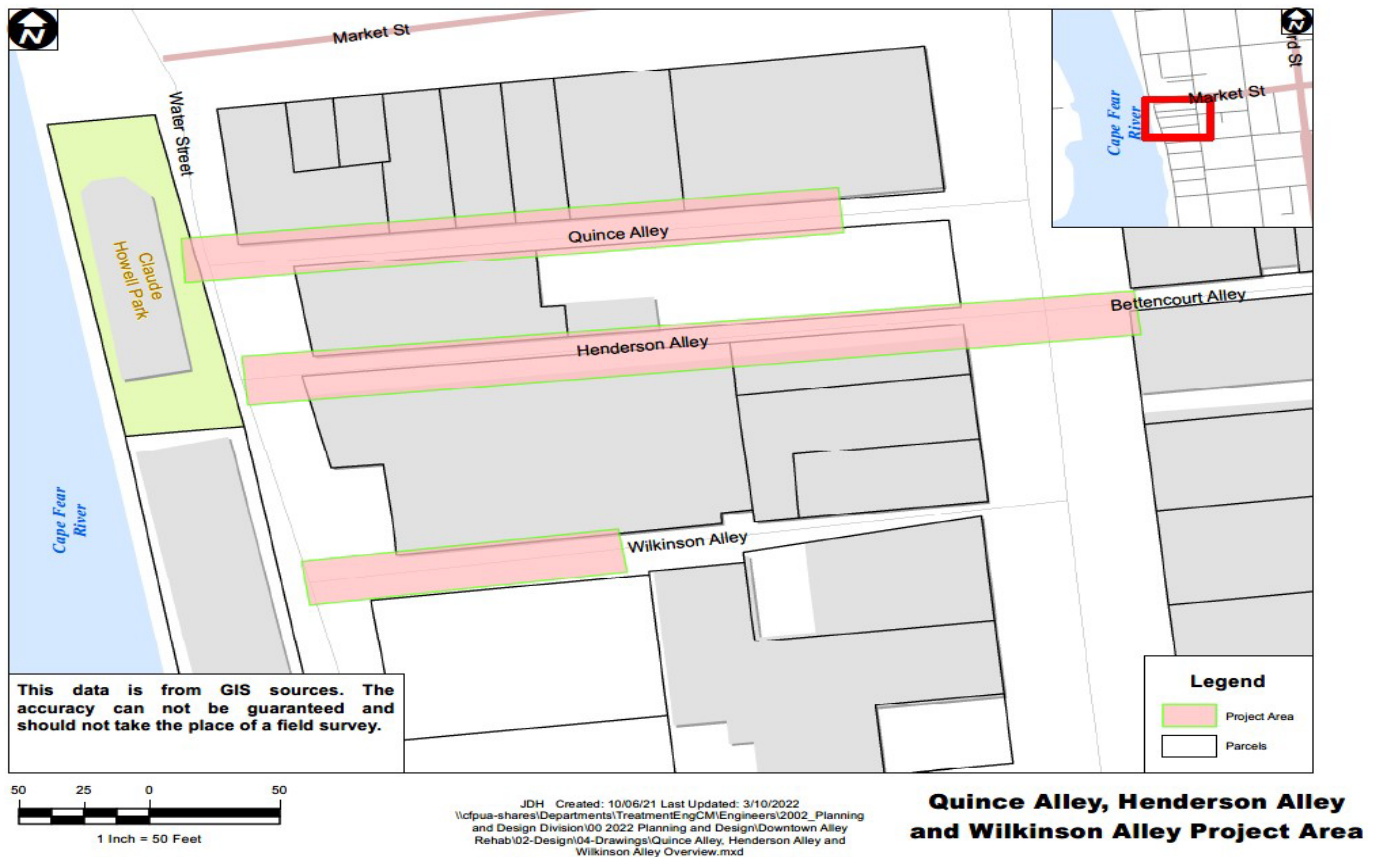 N
Market St
Water Street
Claude
Howell Park
Quince Alley
Henderson Alley
Bettencourt Alley
Wilkinson Alley
Cape Fear
River
N
rd St
Market St
Cape Fear
River
This data is from GIS sources. The
accuracy can not be guaranteed and
should not take the place of a field survey.
Legend
Project Area
Parcels
50 25 0 50
1 Inch = 50 Feet
JDH Created: 10/06/21 Last Updated: 3/10/2022
\\cfpua-shares\Departments\TreatmentEngCM\Engineers\2002_Planning
and Design Division\00 2022 Planning and Design\Downtown Alley
Rehab\02-Design\04-Drawings\Quince Alley, Henderson Alley and
Wilkinson Alley Overview.mxd
Quince Alley, Henderson Alley
and Wilkinson Alley Project Area